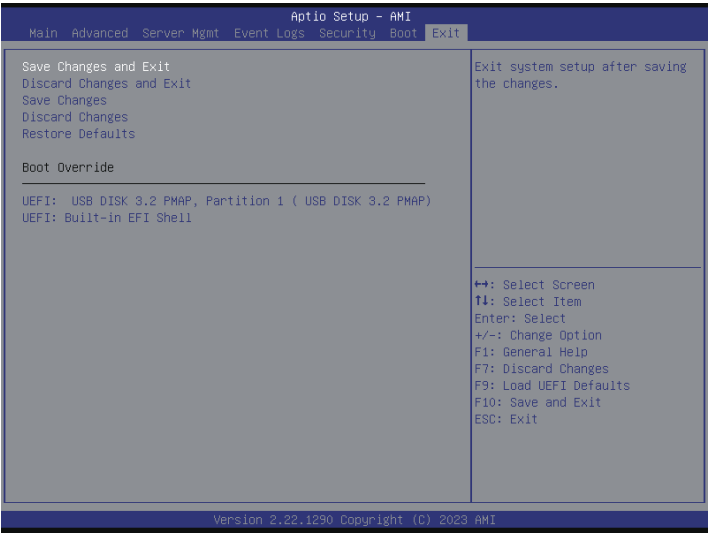 Aptio Setup – AMI
Main Advanced Server Mgmt Event Logs Security Boot Exit
Save Changes and Exit
Discard Changes and Exit
Save Changes
Discard Changes
Restore Defaults
Boot Override
UEFI:  USB DISK 3.2 PMAP, Partition 1 ( USB DISK 3.2 PMAP)
UEFI: Built-in EFI Shell
Exit system setup after saving
the changes.
↔: Select Screen
↑↓: Select Item
Enter: Select
+/-: Change Option
F1: General Help
F7: Discard Changes
F9: Load UEFI Defaults
F10: Save and Exit
ESC: Exit
Version 2.22.1290 Copyright (C) 2023 AMI